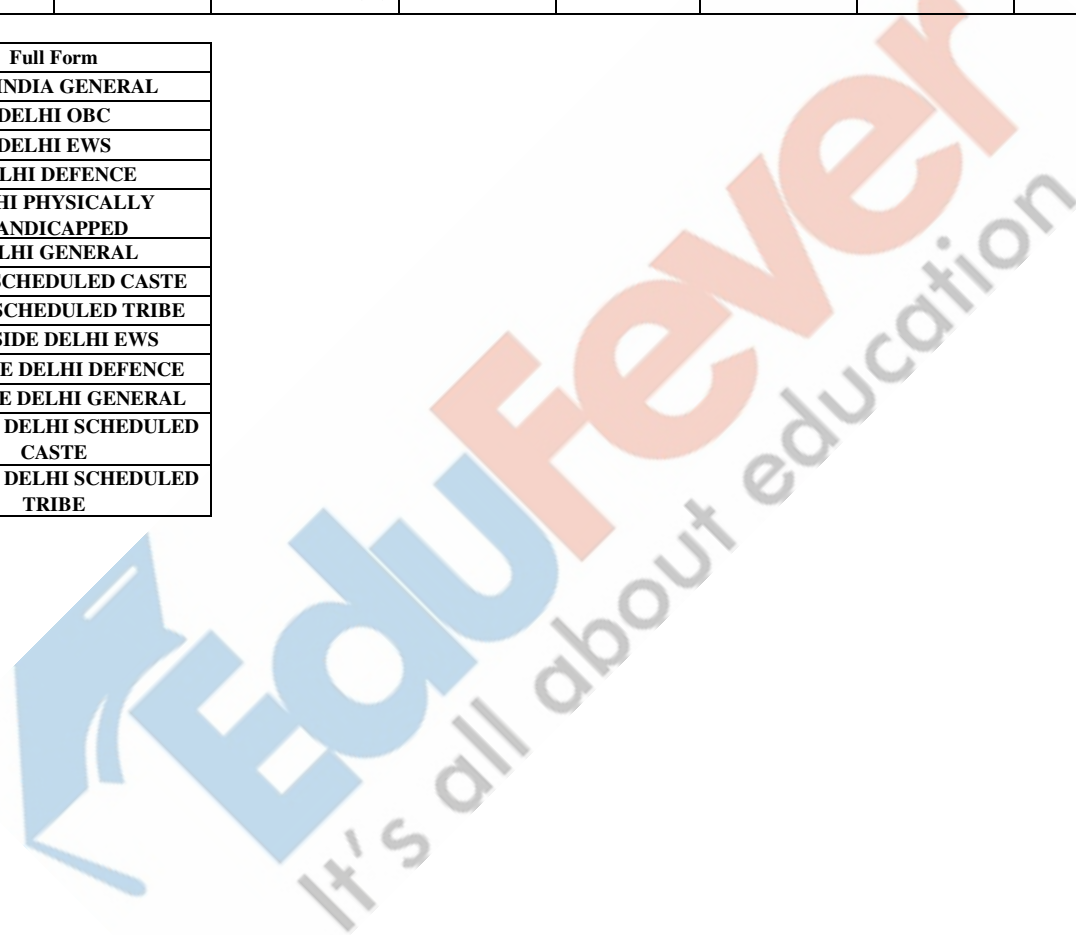 Full Form
INDIA GENERAL
DELHI OBC
DELHI EWS
LHI DEFENCE
HI PHYSICALLY
ANDICAPPED
LHI GENERAL
SCHEDULED CASTE
SCHEDULED TRIBE
SIDE DELHI EWS
E DELHI DEFENCE
E DELHI GENERAL
DELHI SCHEDULED
CASTE
DELHI SCHEDULED
TRIBE
EduFever
It's all about education